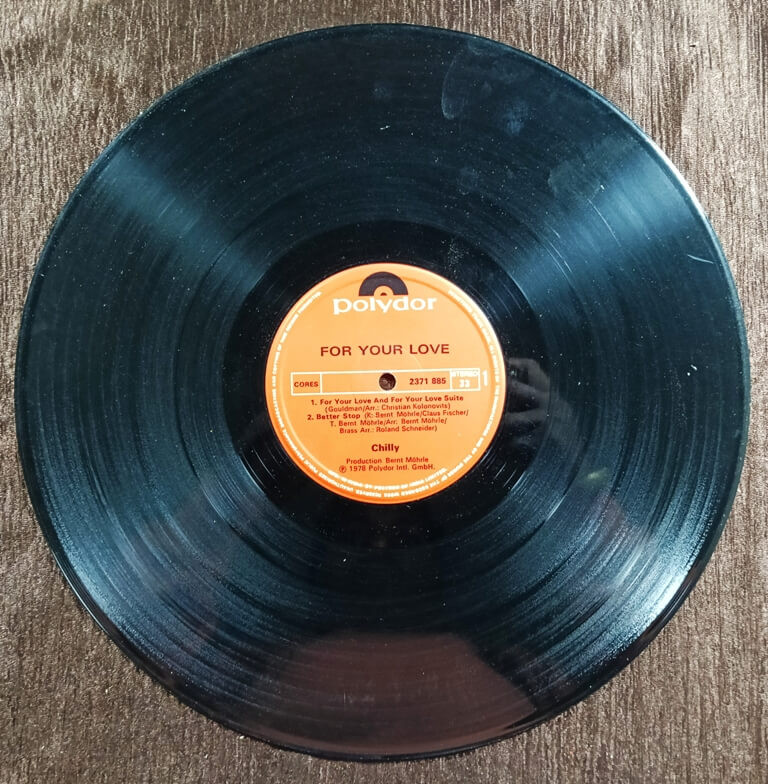 polydor
FOR YOUR LOVE
CORES
2371 885
STEREO
33
1
1. For Your Love And For Your Love Suite
(Gouldman/Arr.: Christian Kolonovits)
2. Better Stop (K: Bernt Möhrle/Claus Fischer/
T. Bernt Möhrle/Arr. Bernt Möhrle/
Brass Arr.: Roland Schneider)
Chilly
Production Bernt Möhrle
℗ 1978 Polydor Intl. GmbH.